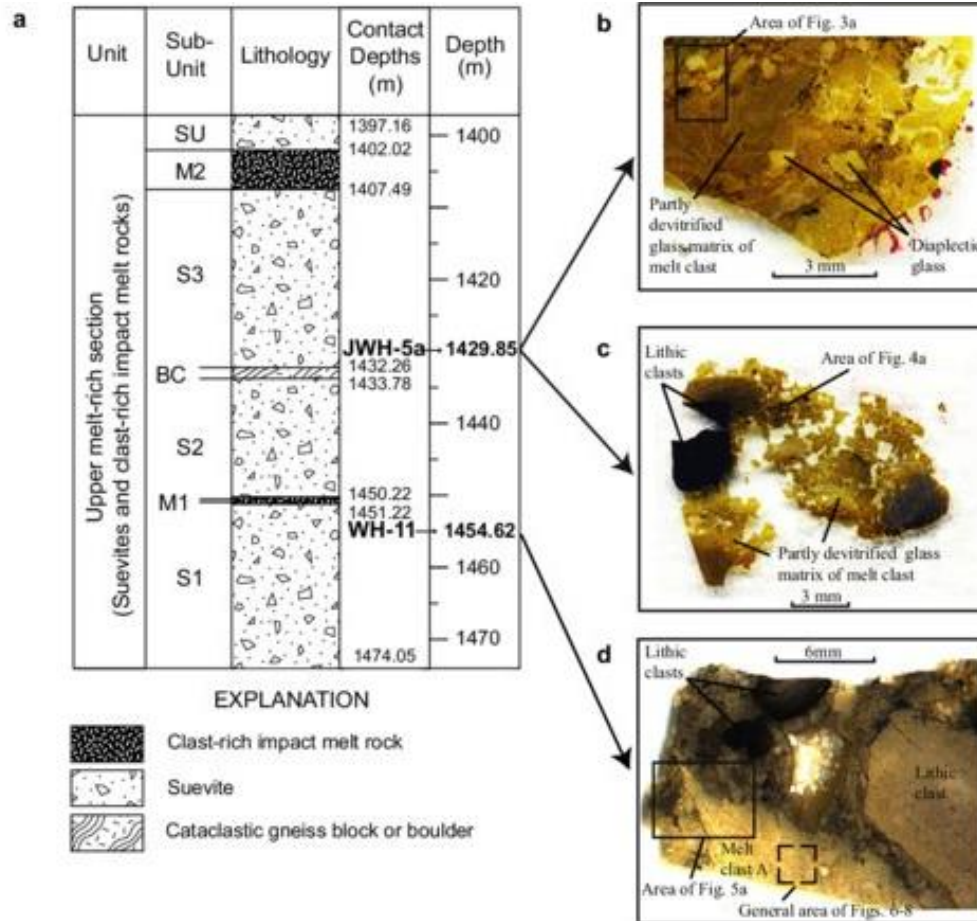 a
Unit
Sub-
Unit
Lithology
Contact
Depths
(m)
Depth
(m)
Upper melt-rich section
(Suevites and clast-rich impact melt rocks)
SU
M2
S3
BC
S2
M1
S1
1397.16
1402.02
1407.49
JWH-5a
1432.26
1433.78
1450.22
1451.22
WH-11
1474.05
1400
1420
1429.85
1440
1454.62
1460
1470
EXPLANATION
Clast-rich impact melt rock
Suevite
Cataclastic gneiss block or boulder
b
Area of Fig. 3a
Partly
devitrified
glass matrix of
melt clast
Diaplectic
glass
3 mm
c
Lithic
clasts
Area of Fig. 4a
Partly devitrified glass
matrix of melt clast
3 mm
d
Lithic
clasts
6mm
Lithic
clast
Melt
clast A
Area of Fig. 5a
General area of Figs. 6-8